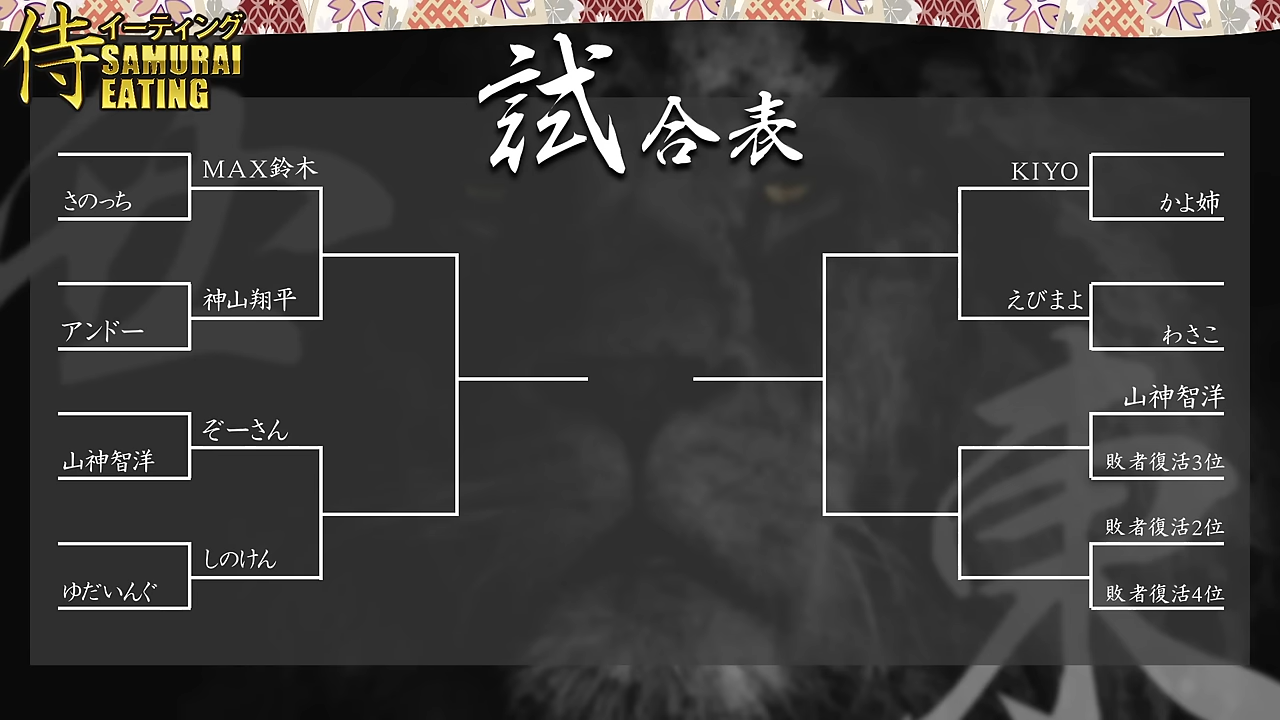 侍イーティング
SAMURAI
EATING
試合表
MAX鈴木
さのっち
神山翔平
アンドー
ぞーさん
山神智洋
しのけん
ゆだいんぐ
KIYO
かよ姉
えびまよ
わさこ
山神智洋
敗者復活3位
敗者復活2位
敗者復活4位
東